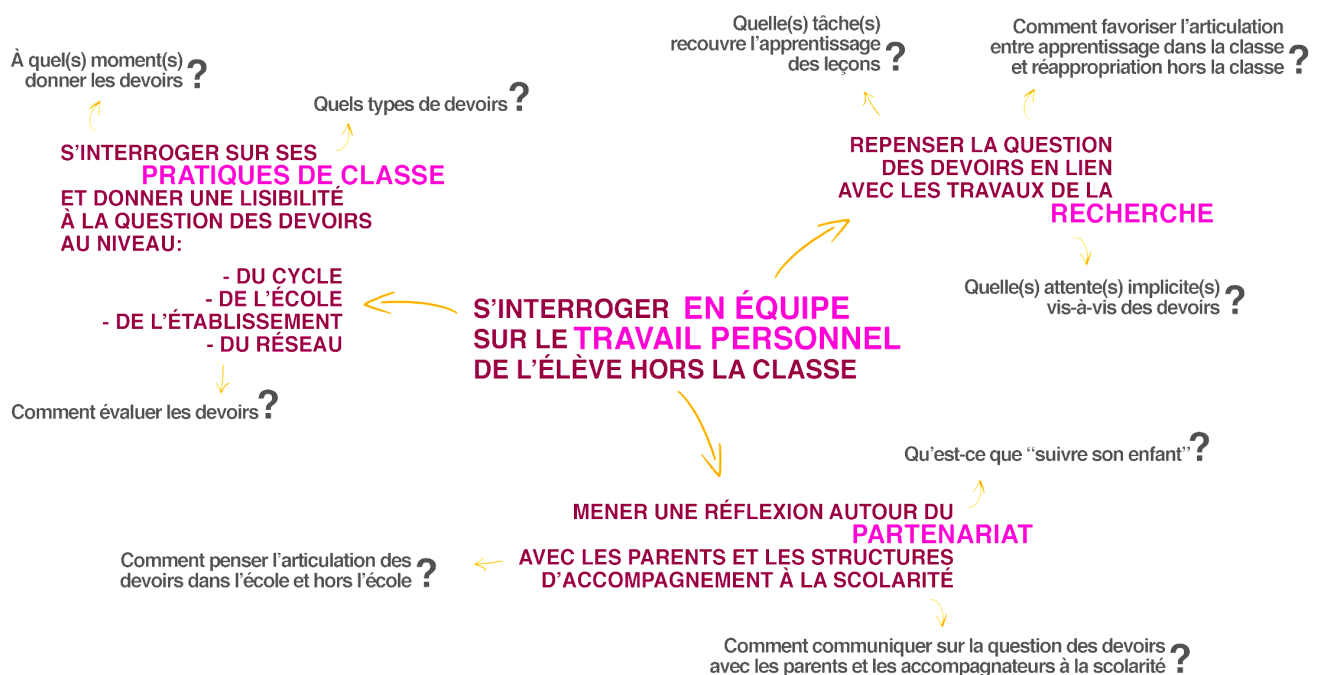 À quel(s) moment(s)
donner les devoirs ?
Quels types de devoirs ?
S'INTERROGER SUR SES
PRATIQUES DE CLASSE
ET DONNER UNE LISIBILITÉ
À LA QUESTION DES DEVOIRS
AU NIVEAU:
- DU CYCLE
- DE L'ÉCOLE
- DE L'ÉTABLISSEMENT
- DU RÉSEAU
Comment évaluer les devoirs ?
Quelle(s) tâche(s)
recouvre l'apprentissage
des leçons ?
Comment favoriser l'articulation
entre apprentissage dans la classe
et réappropriation hors la classe ?
REPENSER LA QUESTION
DES DEVOIRS EN LIEN
AVEC LES TRAVAUX DE LA
RECHERCHE
Quelle(s) attente(s) implicite(s)
vis-à-vis des devoirs ?
S'INTERROGER EN ÉQUIPE
SUR LE TRAVAIL PERSONNEL
DE L'ÉLÈVE HORS LA CLASSE
Qu'est-ce que “suivre son enfant” ?
MENER UNE RÉFLEXION AUTOUR DU
PARTENARIAT
AVEC LES PARENTS ET LES STRUCTURES
D'ACCOMPAGNEMENT À LA SCOLARITÉ
Comment penser l'articulation des
devoirs dans l'école et hors l'école ?
Comment communiquer sur la question des devoirs
avec les parents et les accompagnateurs à la scolarité ?